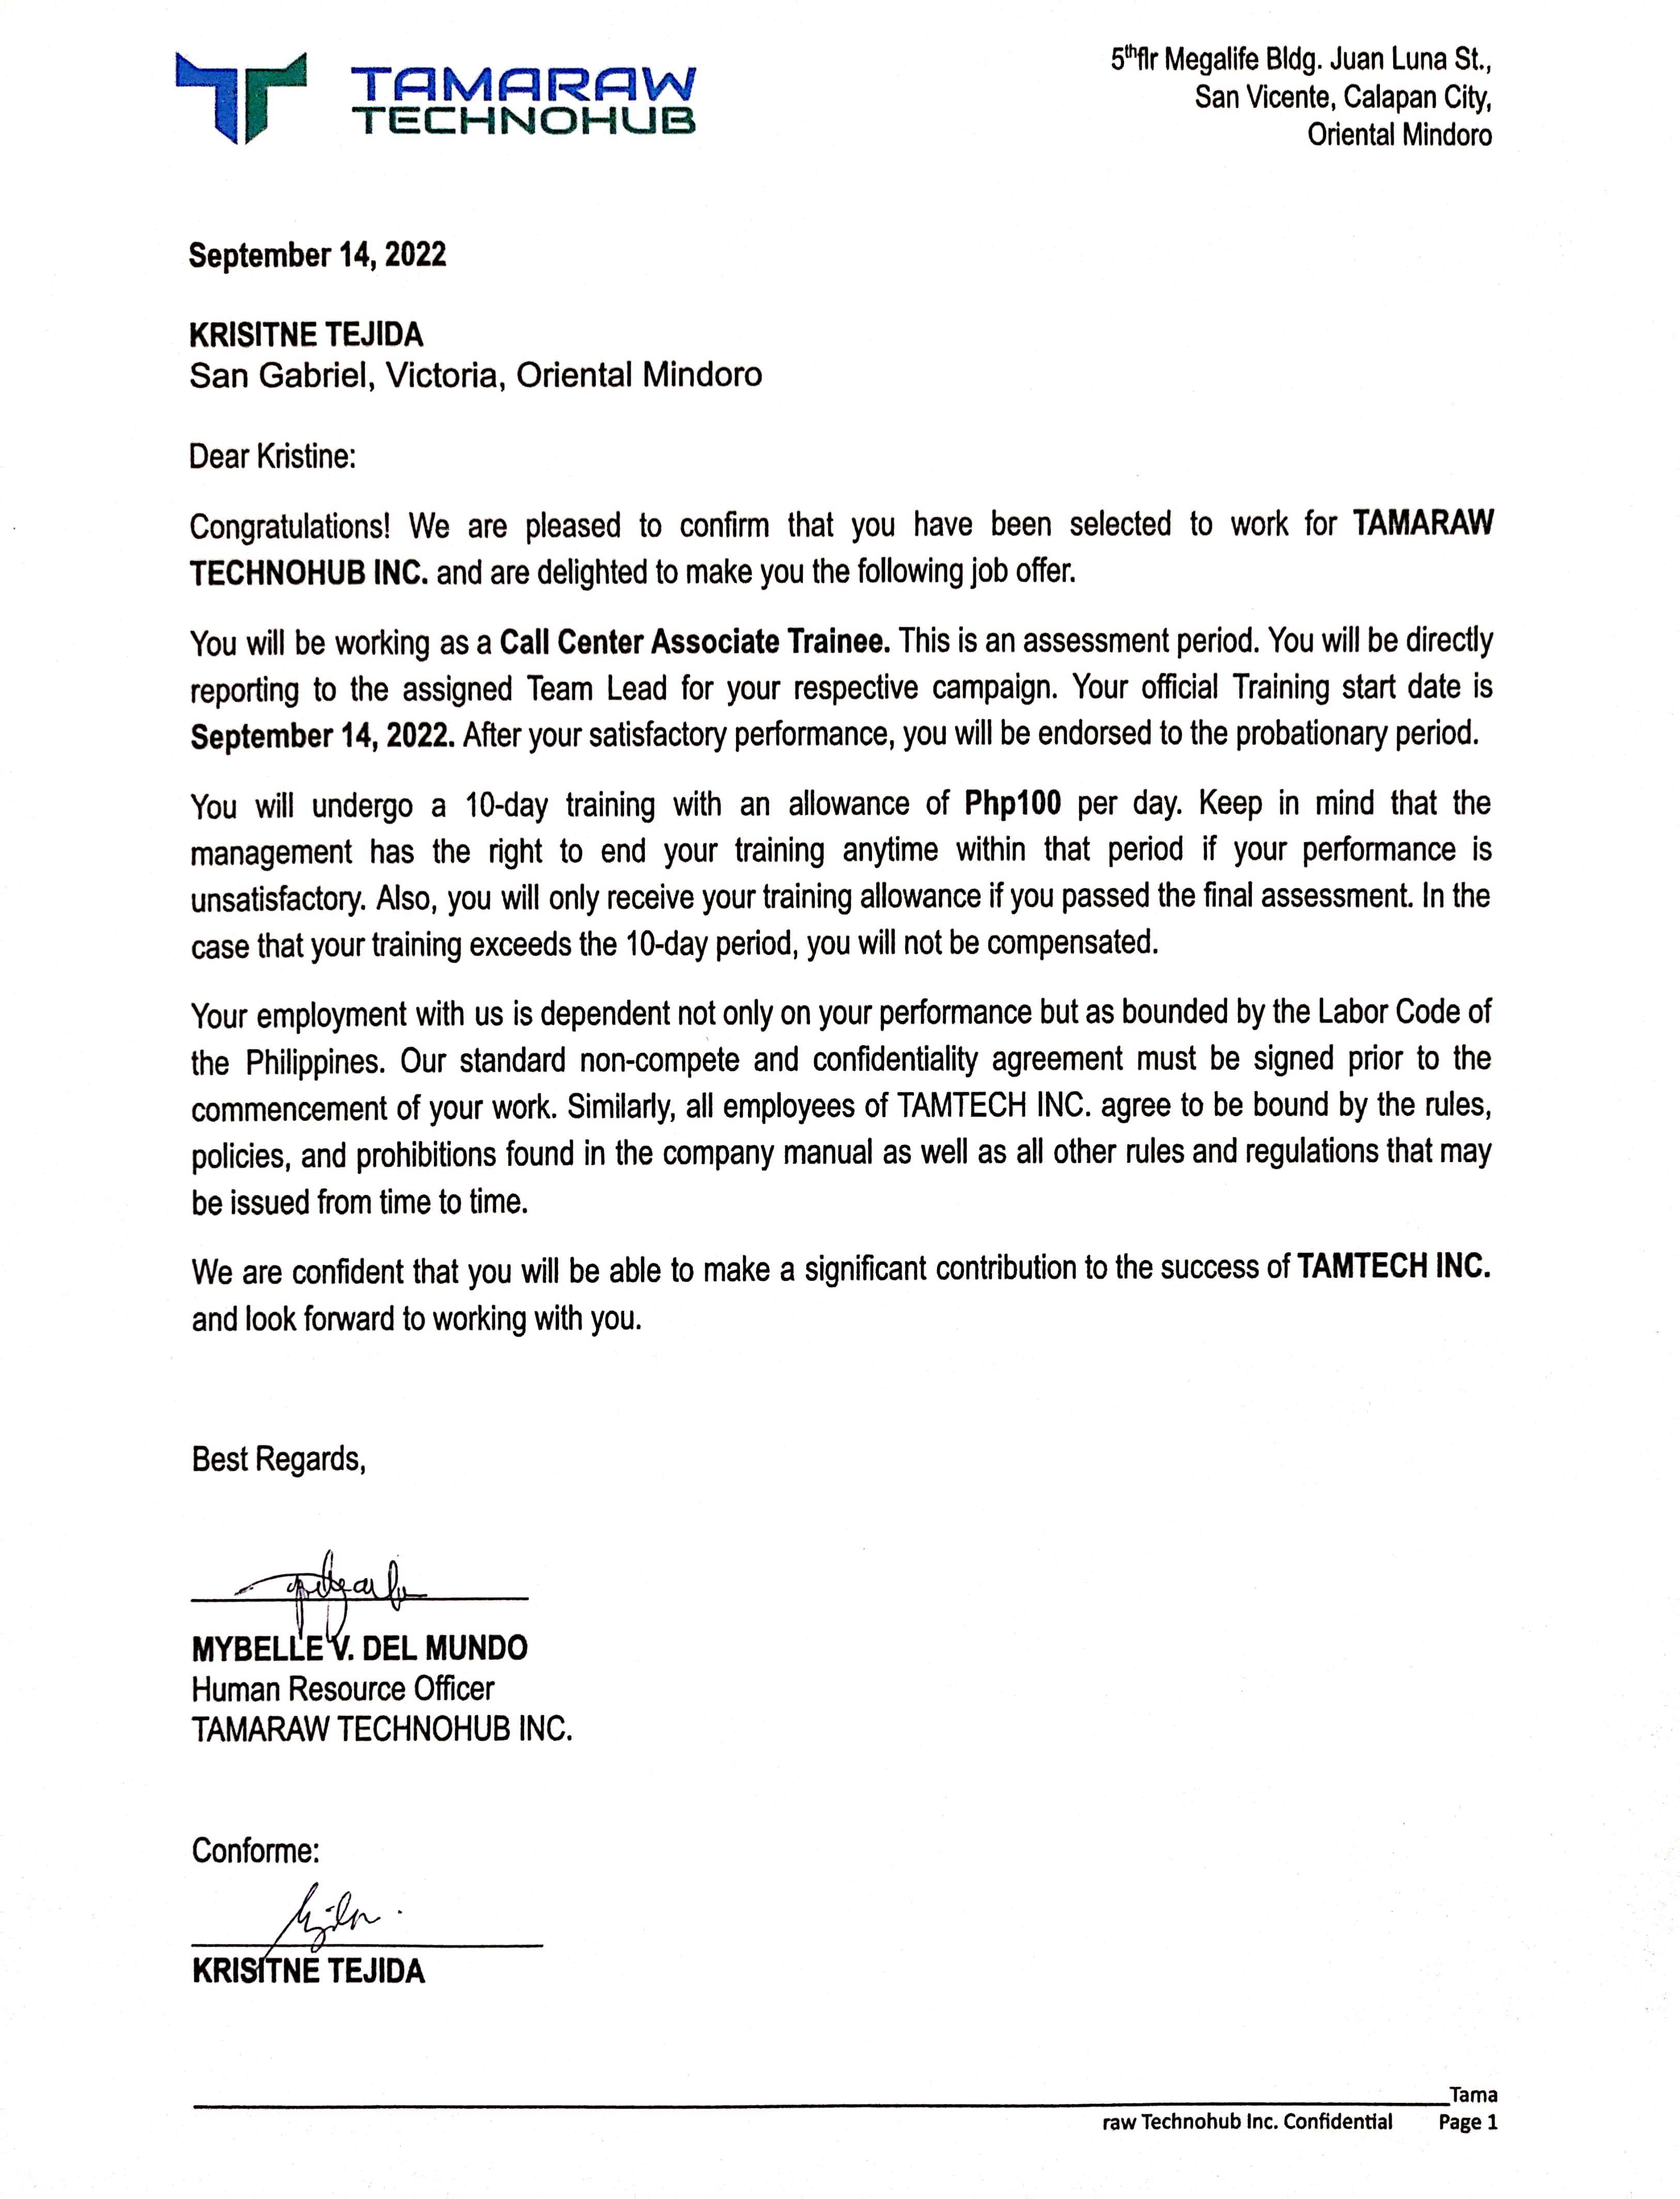 TAMARAW
TECHNOHUB
5thflr Megalife Bldg. Juan Luna St.,
San Vicente, Calapan City,
Oriental Mindoro
September 14, 2022
KRISITNE TEJIDA
San Gabriel, Victoria, Oriental Mindoro
Dear Kristine:
Congratulations! We are pleased to confirm that you have been selected to work for TAMARAW
TECHNOHUB INC. and are delighted to make you the following job offer.
You will be working as a Call Center Associate Trainee. This is an assessment period. You will be directly
reporting to the assigned Team Lead for your respective campaign. Your official Training start date is
September 14, 2022. After your satisfactory performance, you will be endorsed to the probationary period.
You will undergo a 10-day training with an allowance of Php100 per day. Keep in mind that the
management has the right to end your training anytime within that period if your performance is
unsatisfactory. Also, you will only receive your training allowance if you passed the final assessment. In the
case that your training exceeds the 10-day period, you will not be compensated.
Your employment with us is dependent not only on your performance but as bounded by the Labor Code of
the Philippines. Our standard non-compete and confidentiality agreement must be signed prior to the
commencement of your work. Similarly, all employees of TAMTECH INC. agree to be bound by the rules,
policies, and prohibitions found in the company manual as well as all other rules and regulations that may
be issued from time to time.
We are confident that you will be able to make a significant contribution to the success of TAMTECH INC.
and look forward to working with you.
Best Regards,
MYBELLE V. DEL MUNDO
Human Resource Officer
TAMARAW TECHNOHUB INC.
Conforme:
KRISITNE TEJIDA
Tama
raw Technohub Inc. Confidential Page 1